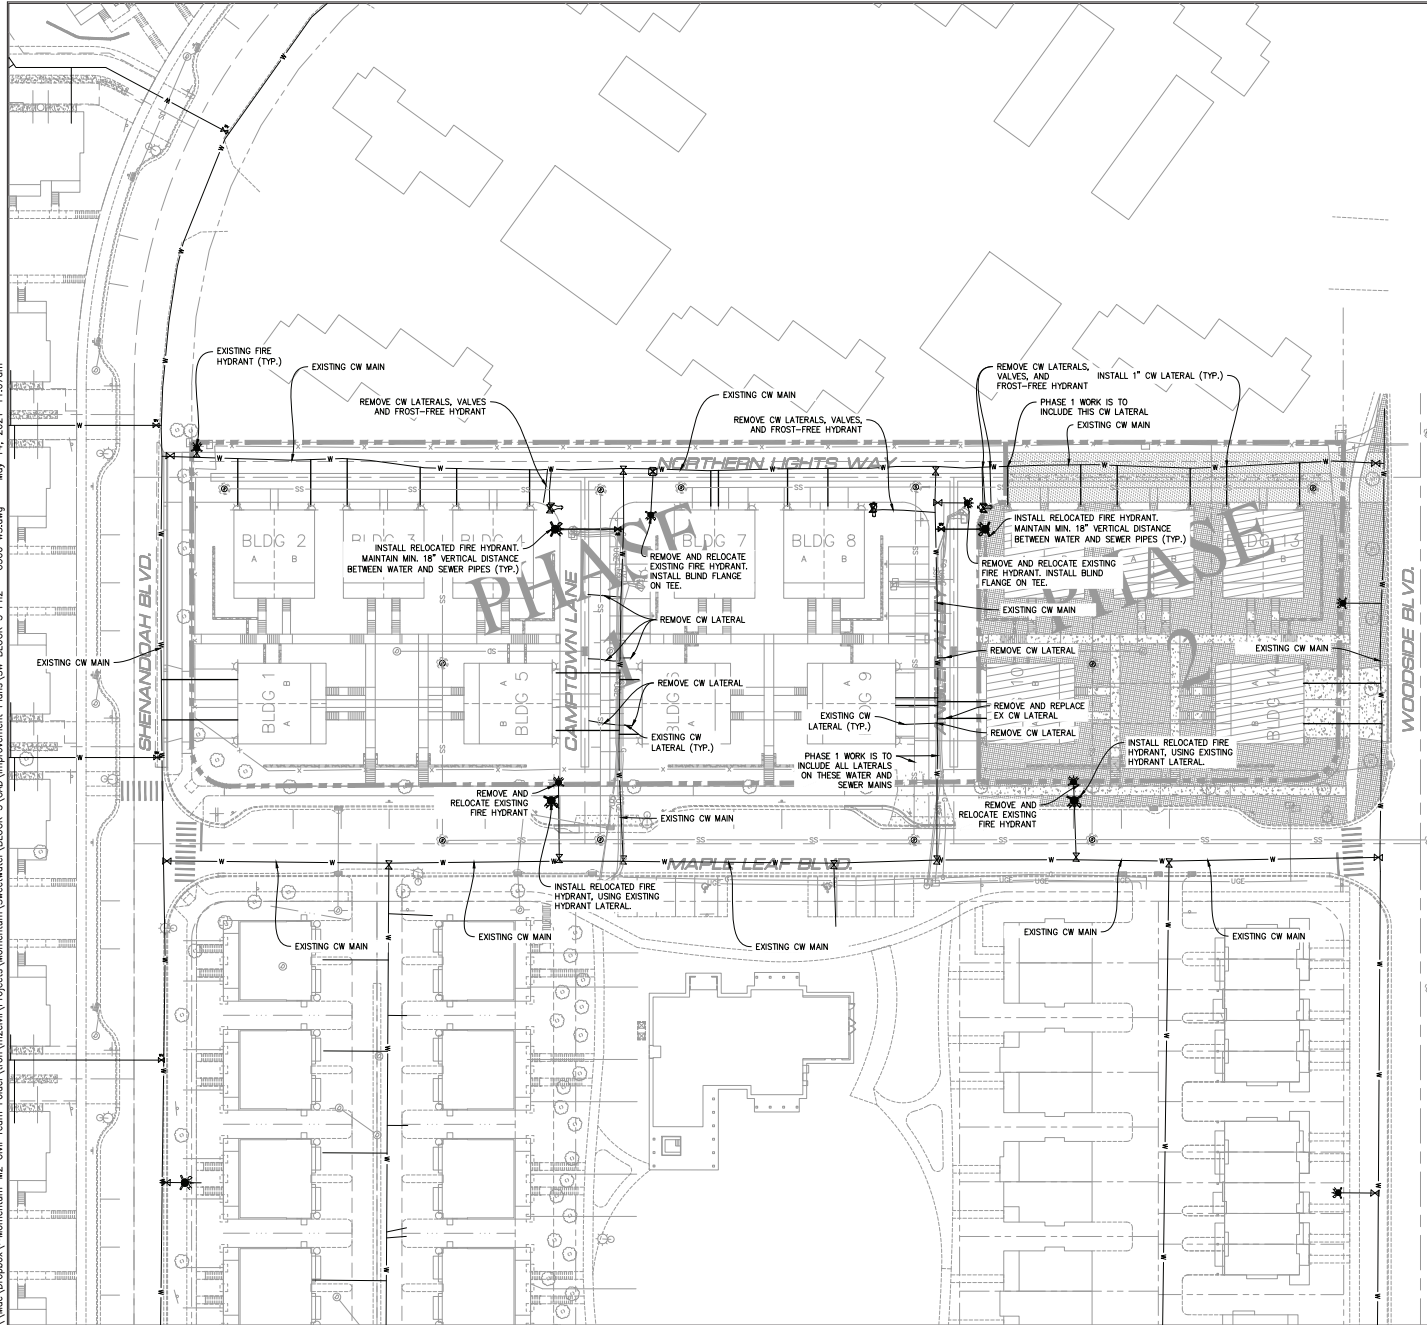 EXISTING FIRE
HYDRANT (TYP.)
EXISTING CW MAIN
REMOVE CW LATERALS, VALVES
AND FROST-FREE HYDRANT
EXISTING CW MAIN
REMOVE CW LATERALS, VALVES,
AND FROST-FREE HYDRANT
REMOVE CW LATERALS,
VALVES, AND
FROST-FREE HYDRANT
INSTALL 1" CW LATERAL (TYP.)
PHASE 1 WORK IS TO
INCLUDE THIS CW LATERAL
EXISTING CW MAIN
NORTHERN LIGHTS WAY
BLDG 2
A B
BLDG 3
A B
BLDG 4
INSTALL RELOCATED FIRE HYDRANT.
MAINTAIN MIN. 18" VERTICAL DISTANCE
BETWEEN WATER AND SEWER PIPES (TYP.)
PHASE
1
BLDG 7
A B
BLDG 8
A B
REMOVE AND RELOCATE
EXISTING FIRE HYDRANT.
INSTALL BLIND FLANGE
ON TEE.
INSTALL RELOCATED FIRE HYDRANT.
MAINTAIN MIN. 18" VERTICAL DISTANCE
BETWEEN WATER AND SEWER PIPES (TYP.)
REMOVE AND RELOCATE EXISTING
FIRE HYDRANT. INSTALL BLIND
FLANGE ON TEE.
PHASE
2
EXISTING CW MAIN
REMOVE CW LATERAL
REMOVE CW LATERAL
EXISTING CW MAIN
SHENANDOAH BLVD.
CAMPTOWN LINE
WOODSIDE BLVD.
EXISTING CW MAIN
BLDG 1
A B
BLDG 5
A B
REMOVE CW LATERAL
EXISTING CW
LATERAL (TYP.)
BLDG 9
A B
EXISTING CW
LATERAL (TYP.)
REMOVE AND REPLACE
EX CW LATERAL
REMOVE CW LATERAL
BLDG 14
PHASE 1 WORK IS TO
INCLUDE ALL LATERALS
ON THESE WATER AND
SEWER MAINS
INSTALL RELOCATED FIRE
HYDRANT, USING EXISTING
HYDRANT LATERAL.
REMOVE AND
RELOCATE EXISTING
FIRE HYDRANT
EXISTING CW MAIN
REMOVE AND
RELOCATE EXISTING
FIRE HYDRANT
MAPLE LEAF BLVD.
INSTALL RELOCATED FIRE
HYDRANT, USING EXISTING
HYDRANT LATERAL.
EXISTING CW MAIN
EXISTING CW MAIN
EXISTING CW MAIN
EXISTING CW MAIN
EXISTING CW MAIN